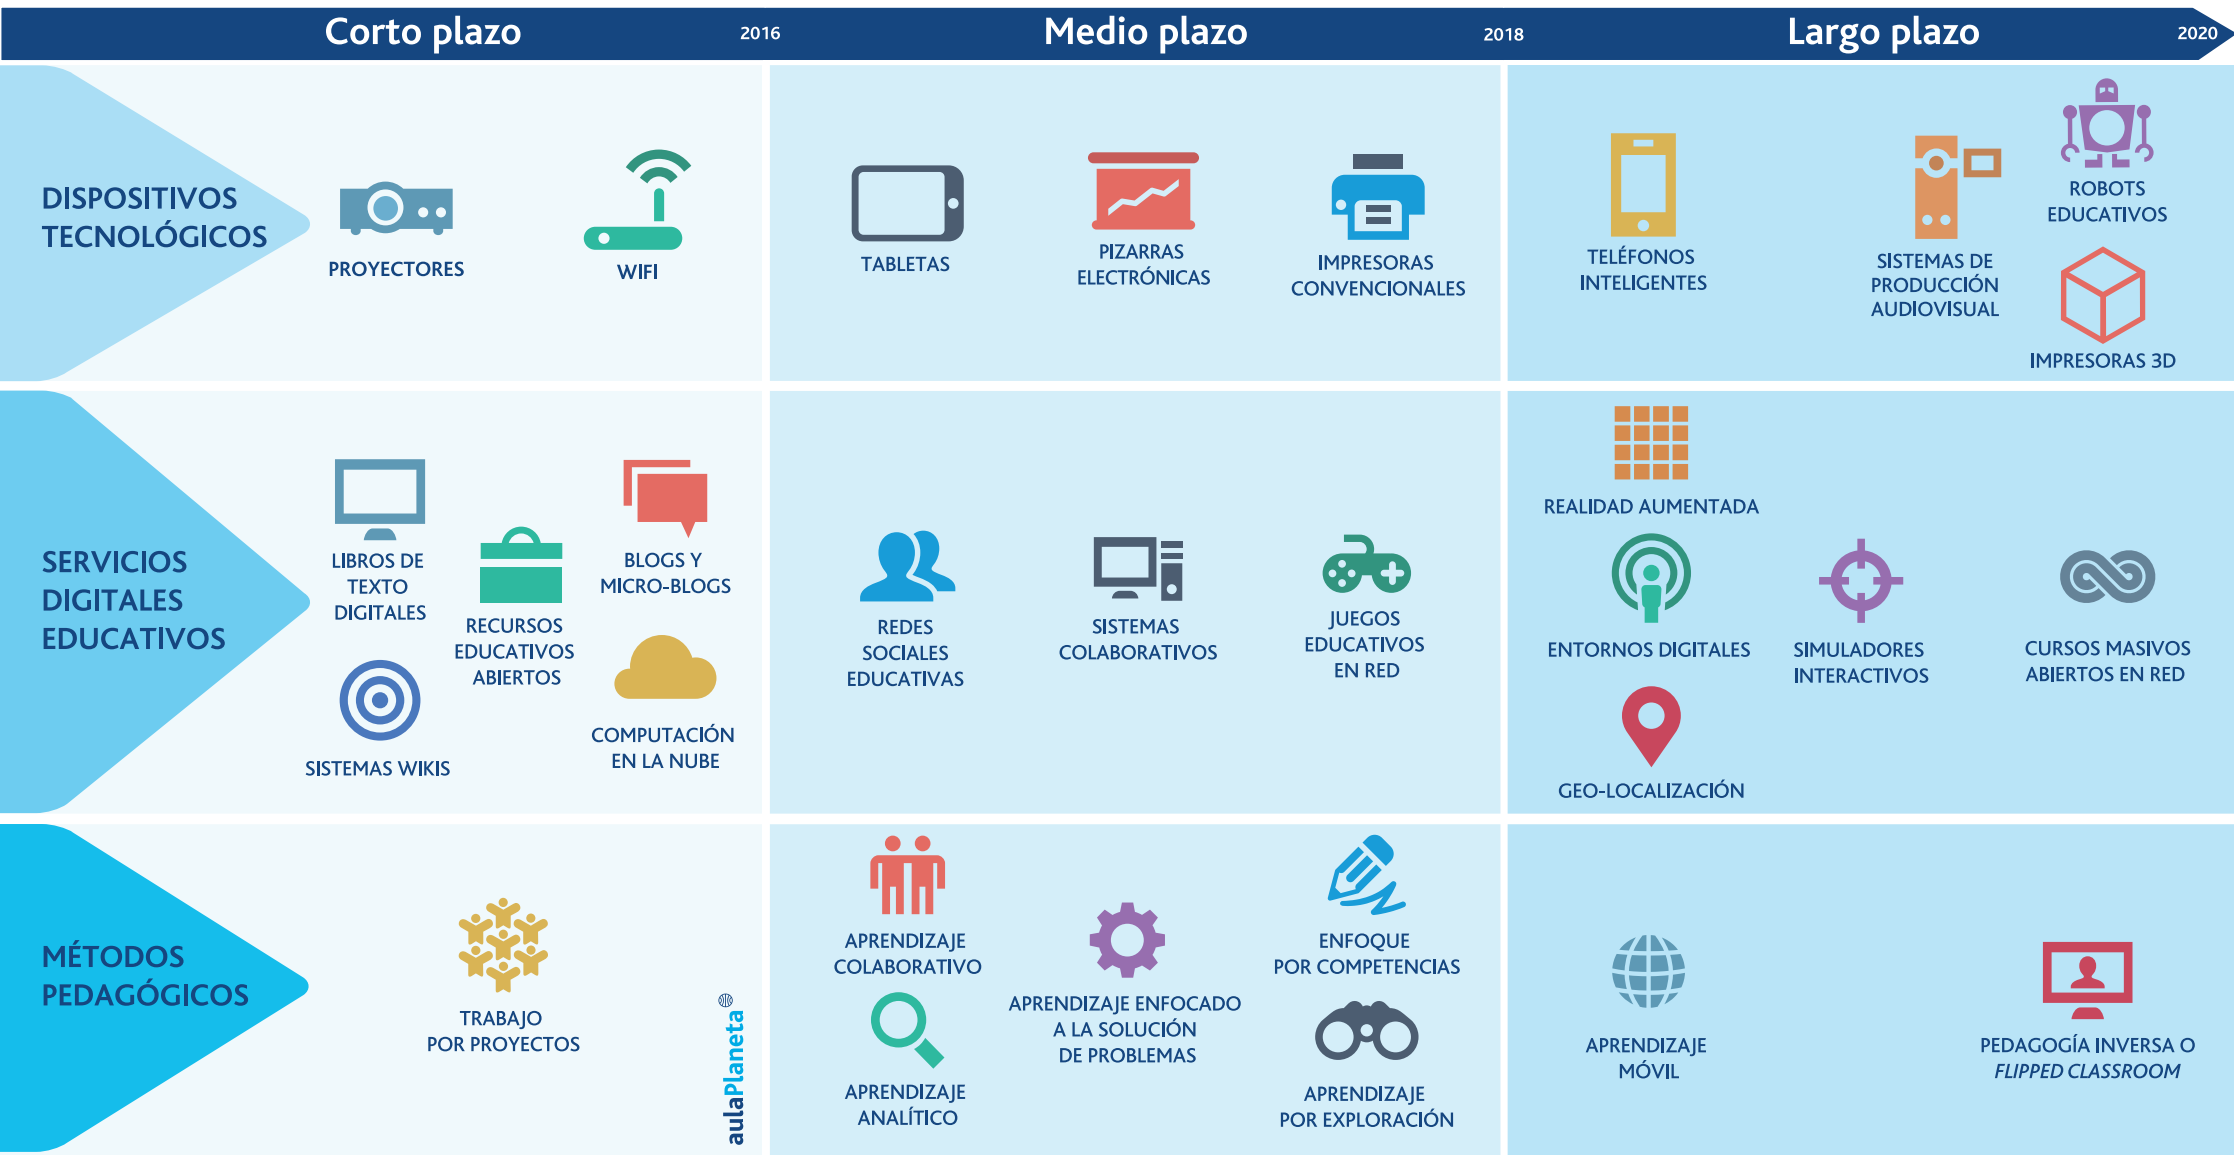 Corto plazo
2016
Medio plazo
2018
Largo plazo
2020
DISPOSITIVOS
TECNOLÓGICOS
PROYECTORES
WIFI
TABLETAS
PIZARRAS
ELECTRÓNICAS
IMPRESORAS
CONVENCIONALES
TELÉFONOS
INTELIGENTES
SISTEMAS DE
PRODUCCIÓN
AUDIOVISUAL
ROBOTS
EDUCATIVOS
IMPRESORAS 3D
SERVICIOS
DIGITALES
EDUCATIVOS
LIBROS DE
TEXTO
DIGITALES
RECURSOS
EDUCATIVOS
ABIERTOS
BLOGS Y
MICRO-BLOGS
SISTEMAS WIKIS
COMPUTACIÓN
EN LA NUBE
REDES
SOCIALES
EDUCATIVAS
SISTEMAS
COLABORATIVOS
JUEGOS
EDUCATIVOS
EN RED
REALIDAD AUMENTADA
ENTORNOS DIGITALES
SIMULADORES
INTERACTIVOS
CURSOS MASIVOS
ABIERTOS EN RED
GEO-LOCALIZACIÓN
MÉTODOS
PEDAGÓGICOS
TRABAJO
POR PROYECTOS
aulaPlaneta
APRENDIZAJE
COLABORATIVO
APRENDIZAJE
ANALÍTICO
APRENDIZAJE ENFOCADO
A LA SOLUCIÓN
DE PROBLEMAS
ENFOQUE
POR COMPETENCIAS
APRENDIZAJE
POR EXPLORACIÓN
APRENDIZAJE
MÓVIL
PEDAGOGÍA INVERSA O
FLIPPED CLASSROOM